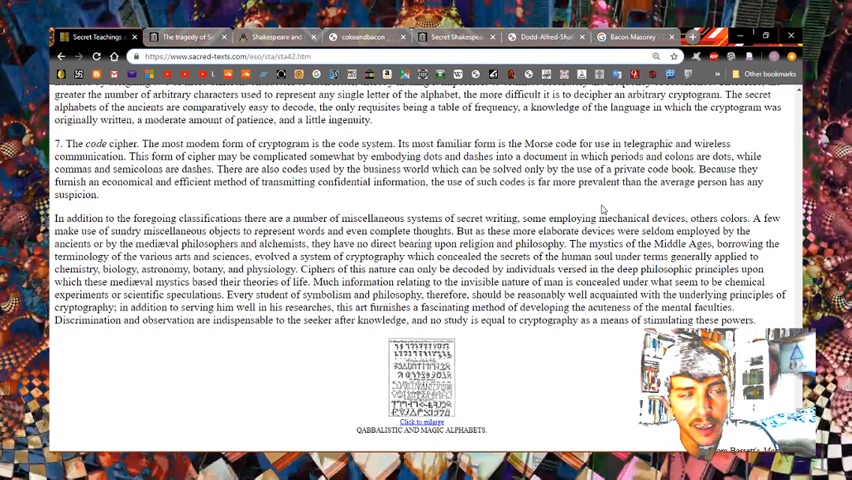 Secret Teachings
The tragedy of S
Shakespeare and
cokeandbacon
Secret Shakespea
Dodd-Alfred-Sha
Bacon Masonry
https://www.sacred-texts.com/eso/sta/sta42.htm
Other bookmarks
greater the number of arbitrary characters used to represent any single letter of the alphabet, the more difficult it is to decipher an arbitrary cryptogram. The secret
alphabets of the ancients are comparatively easy to decode, the only requisites being a table of frequency, a knowledge of the language in which the cryptogram was
originally written, a moderate amount of patience, and a little ingenuity.
7. The code cipher. The most modem form of cryptogram is the code system. Its most familiar form is the Morse code for use in telegraphic and wireless
communication. This form of cipher may be complicated somewhat by embodying dots and dashes into a document in which periods and colons are dots, while
commas and semicolons are dashes. There are also codes used by the business world which can be solved only by the use of a private code book. Because they
furnish an economical and efficient method of transmitting confidential information, the use of such codes is far more prevalent than the average person has any
suspicion.
In addition to the foregoing classifications there are a number of miscellaneous systems of secret writing, some employing mechanical devices, others colors. A few
make use of sundry miscellaneous objects to represent words and even complete thoughts. But as these more elaborate devices were seldom employed by the
ancients or by the mediæval philosophers and alchemists, they have no direct bearing upon religion and philosophy. The mystics of the Middle Ages, borrowing the
terminology of the various arts and sciences, evolved a system of cryptography which concealed the secrets of the human soul under terms generally applied to
chemistry, biology, astronomy, botany, and physiology. Ciphers of this nature can only be decoded by individuals versed in the deep philosophic principles upon
which these mediæval mystics based their theories of life. Much information relating to the invisible nature of man is concealed under what seem to be chemical
experiments or scientific speculations. Every student of symbolism and philosophy, therefore, should be reasonably well acquainted with the underlying principles of
cryptography; in addition to serving him well in his researches, this art furnishes a fascinating method of developing the acuteness of the mental faculties.
Discrimination and observation are indispensable to the seeker after knowledge, and no study is equal to cryptography as a means of stimulating these powers.
Click to enlarge
QABBALISTIC AND MAGIC ALPHABETS.
om Barrett's